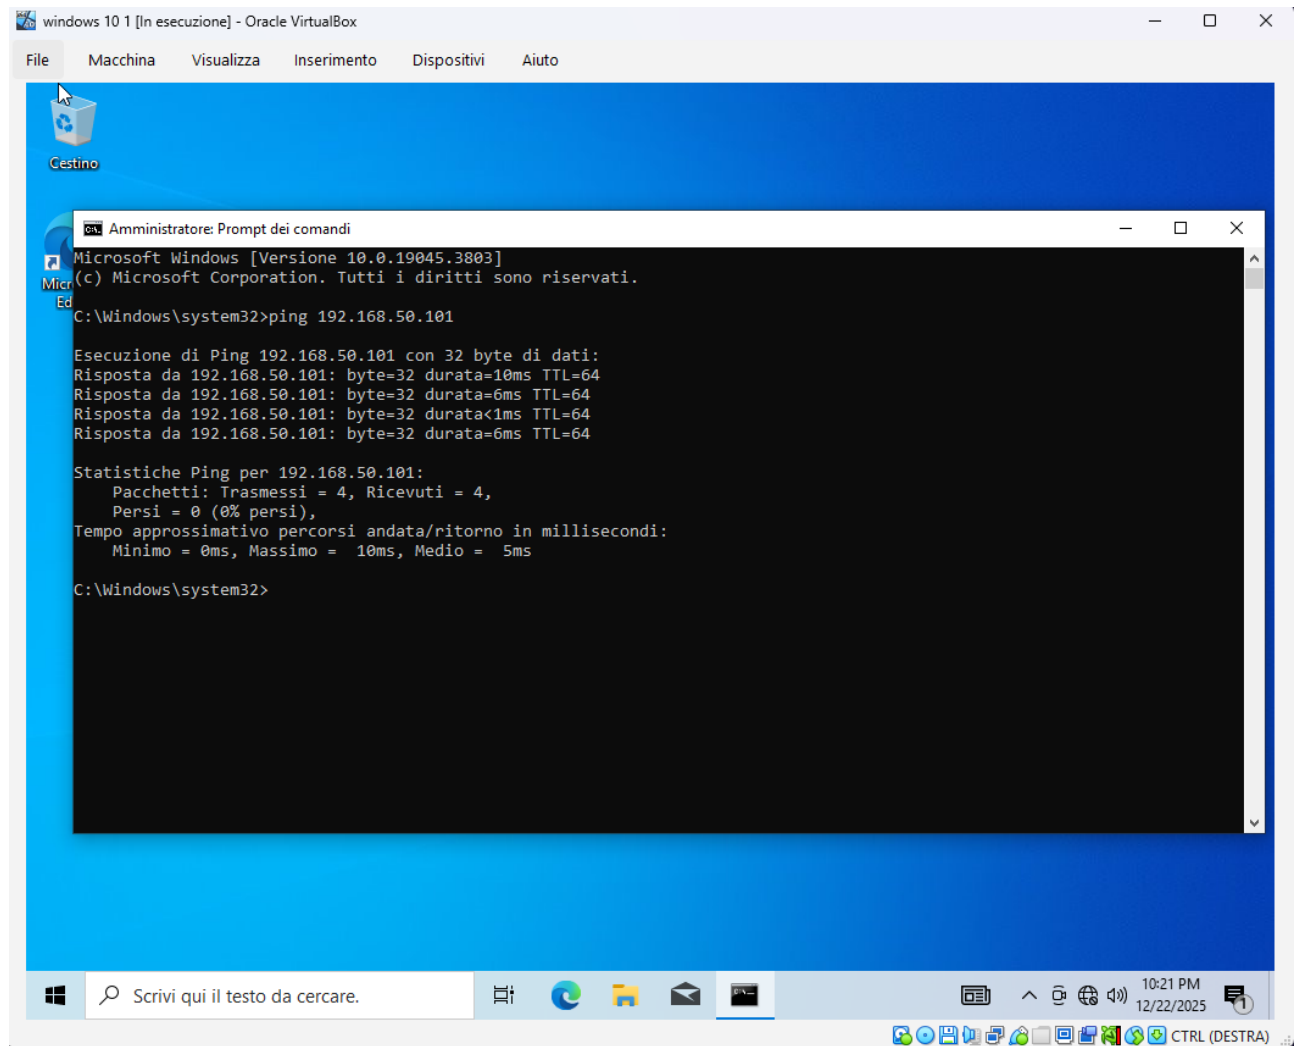 windows 10 1 [In esecuzione] - Oracle VirtualBox
File Macchina Visualizza Inserimento Dispositivi Aiuto
Cestino
Amministratore: Prompt dei comandi
Microsoft Windows [Versione 10.0.19045.3803]
(c) Microsoft Corporation. Tutti i diritti sono riservati.
Micr
Ed
C:\Windows\system32>ping 192.168.50.101
Esecuzione di Ping 192.168.50.101 con 32 byte di dati:
Risposta da 192.168.50.101: byte=32 durata=10ms TTL=64
Risposta da 192.168.50.101: byte=32 durata=6ms TTL=64
Risposta da 192.168.50.101: byte=32 durata<1ms TTL=64
Risposta da 192.168.50.101: byte=32 durata=6ms TTL=64
Statistiche Ping per 192.168.50.101:
Pacchetti: Trasmessi = 4, Ricevuti = 4,
Persi = 0 (0% persi),
Tempo approssimativo percorsi andata/ritorno in millisecondi:
Minimo = 0ms, Massimo =  10ms, Medio =  5ms
C:\Windows\system32>
Scrivi qui il testo da cercare.
10:21 PM
12/22/2025
1
CTRL (DESTRA)